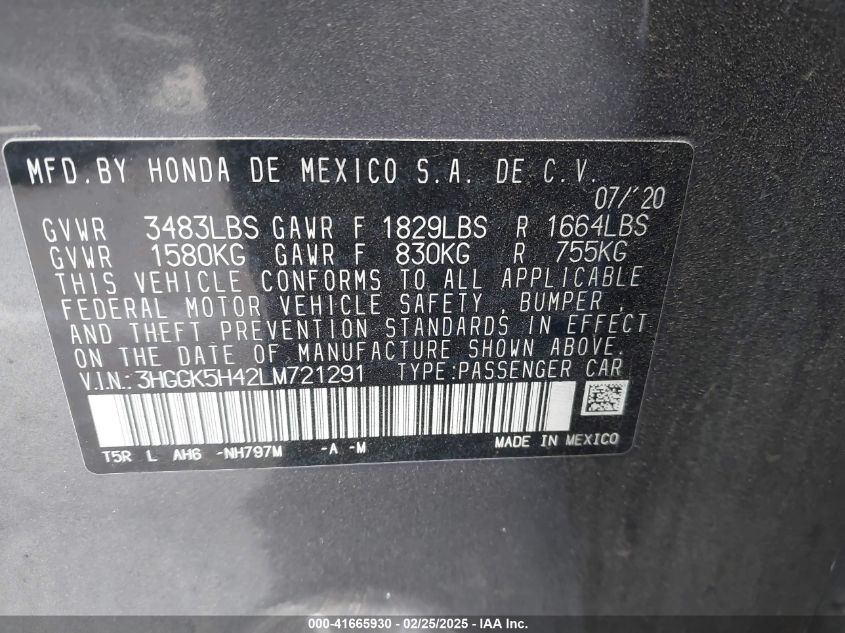 MFD.BY HONDA DE MEXICO S.A. DE C.V.
07/'20
GVWR 3483LBS GAWR F 1829LBS R 1664LBS
GVWR 1580KG GAWR F 830KG R 755KG
THIS VEHICLE CONFORMS TO ALL APPLICABLE
FEDERAL MOTOR VEHICLE SAFETY , BUMPER ,
AND THEFT PREVENTION STANDARDS IN EFFECT
ON THE DATE OF MANUFACTURE SHOWN ABOVE.
V.I.N.: 3HGGK5H42LM721291 TYPE:PASSENGER CAR
T5R L AH6 -NH797M -A -M MADE IN MEXICO
000-41665930 - 02/25/2025 - IAA Holdings, LLC.